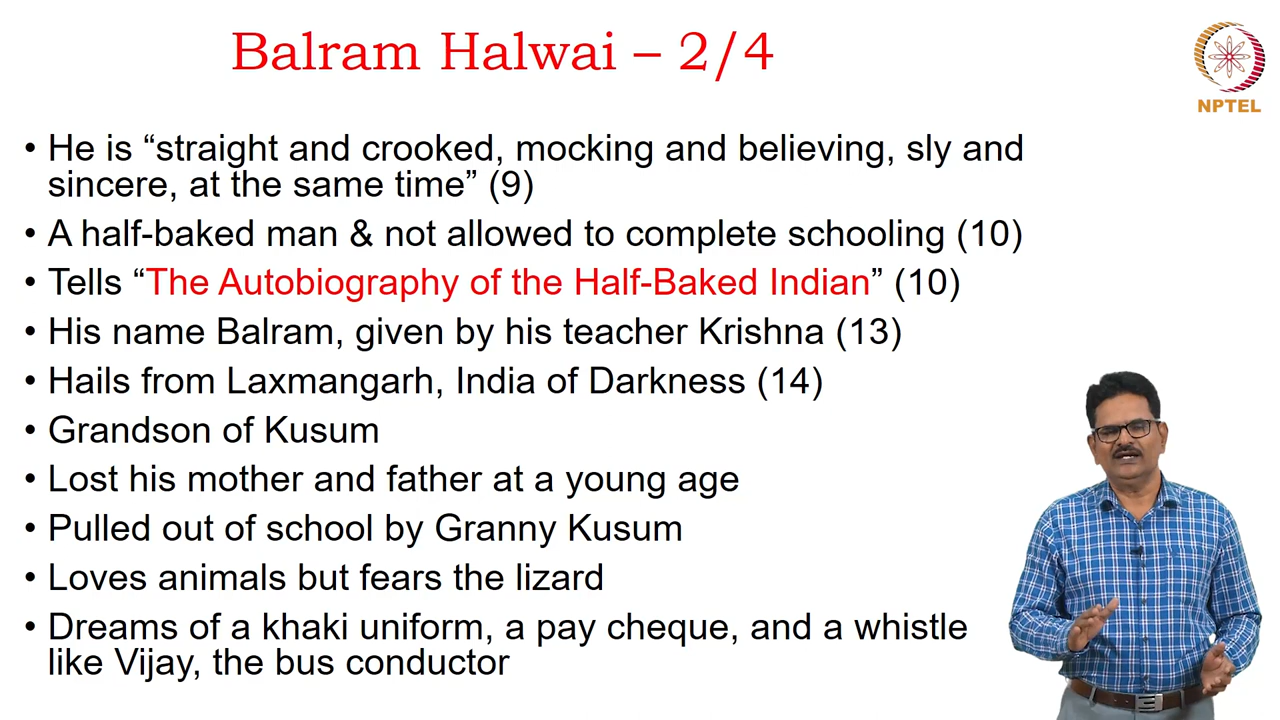 Balram Halwai – 2/4
NPTEL
• He is “straight and crooked, mocking and believing, sly and
sincere, at the same time” (9)
• A half-baked man & not allowed to complete schooling (10)
• Tells “The Autobiography of the Half-Baked Indian” (10)
• His name Balram, given by his teacher Krishna (13)
• Hails from Laxmangarh, India of Darkness (14)
• Grandson of Kusum
• Lost his mother and father at a young age
• Pulled out of school by Granny Kusum
• Loves animals but fears the lizard
• Dreams of a khaki uniform, a pay cheque, and a whistle
like Vijay, the bus conductor